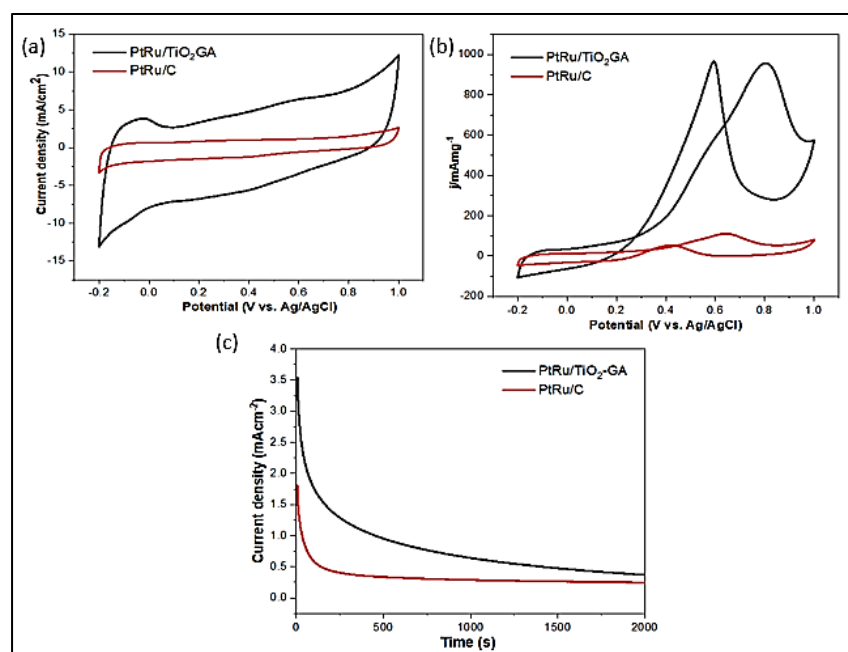 (a)
PtRu/TiO₂GA
PtRu/C
15
10
5
0
-5
-10
-15
Current density (mA/cm²)
-0.2 0.0 0.2 0.4 0.6 0.8 1.0
Potential (V vs. Ag/AgCl)
(b)
PtRu/TiO₂GA
PtRu/C
1000
800
600
400
200
0
-200
j/mAmg⁻¹
-0.2 0.0 0.2 0.4 0.6 0.8 1.0
Potential (V vs. Ag/AgCl)
(c)
PtRu/TiO₂-GA
PtRu/C
4.0
3.5
3.0
2.5
2.0
1.5
1.0
0.5
0.0
Current density (mAcm⁻²)
0 500 1000 1500 2000
Time (s)